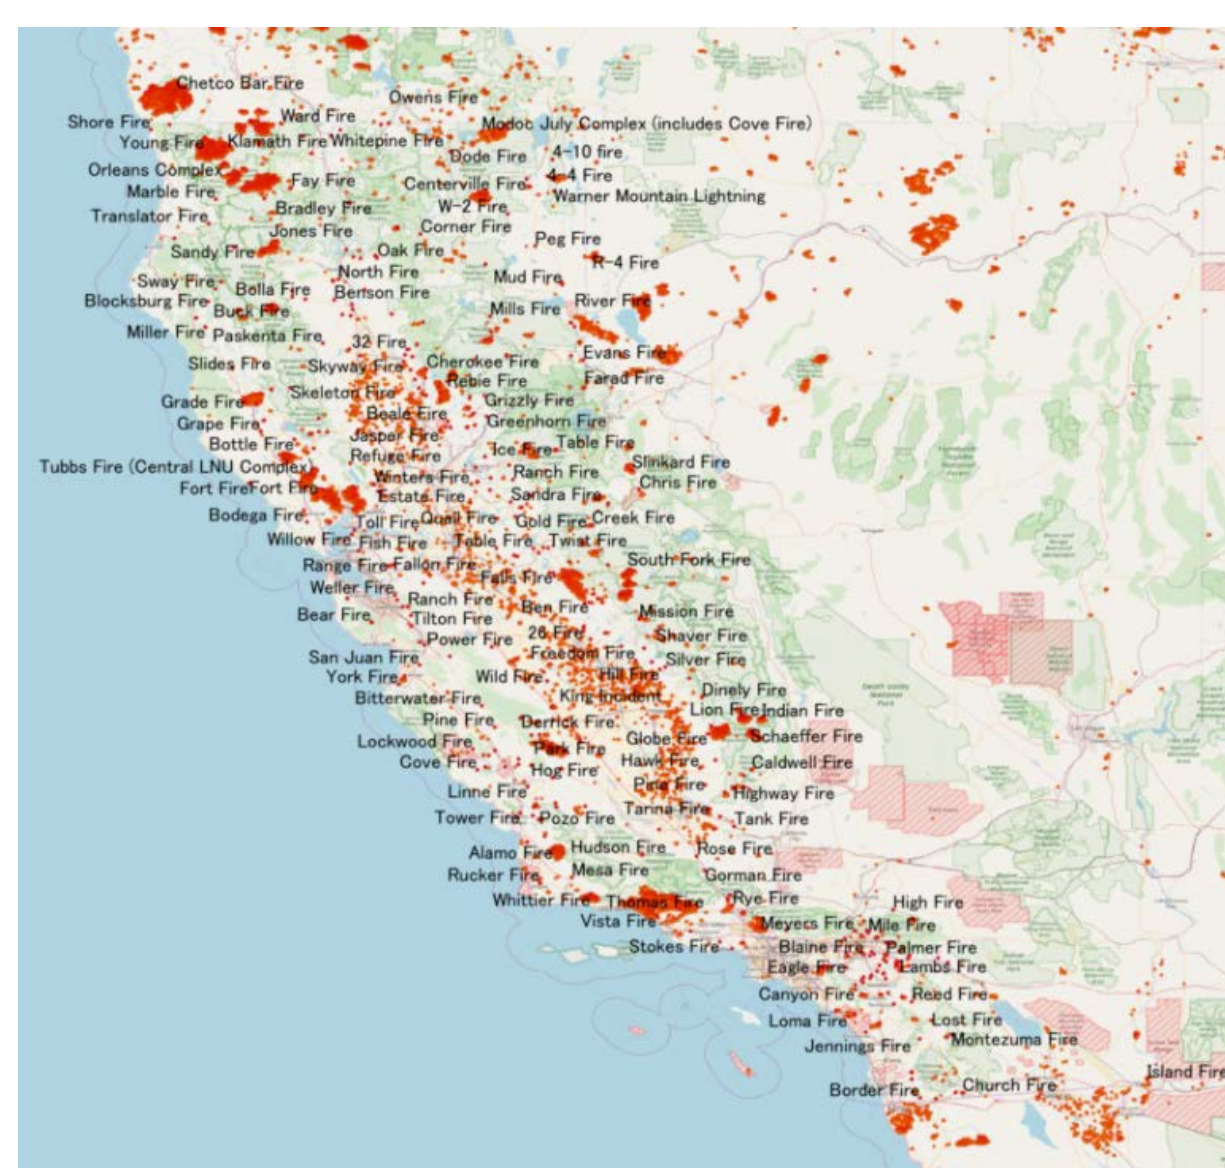 Chetco Bar Fire
Owens Fire
Shore Fire
Ward Fire
Modoc July Complex (includes Cove Fire)
Young Fire
Klamath Fire
Whitepine Fire
Dode Fire
4-10 fire
Orleans Complex
4-4 Fire
Marble Fire
Fay Fire
Centerville Fire
Warner Mountain Lightning
Translator Fire
Bradley Fire
W-2 Fire
Jones Fire
Corner Fire
Peg Fire
Sandy Fire
Oak Fire
R-4 Fire
North Fire
Mud Fire
Sway Fire
Bolla Fire
Benson Fire
Blocksburg Fire
Buck Fire
Mills Fire
River Fire
Miller Fire
Paskenta Fire
32 Fire
Evans Fire
Slides Fire
Skyway Fire
Cherokee Fire
Farad Fire
Rebie Fire
Skeleton Fire
Grade Fire
Grizzly Fire
Beale Fire
Grape Fire
Greenhorn Fire
Bottle Fire
Jasper Fire
Table Fire
Refuge Fire
Ice Fire
Tubbs Fire (Central LNU Complex)
Slinkard Fire
Winters Fire
Ranch Fire
Chris Fire
Fort Fire
Fort Fire
Estate Fire
Sandra Fire
Bodega Fire
Toll Fire
Quail Fire
Gold Fire
Creek Fire
Willow Fire
Fish Fire
Table Fire
Twist Fire
Range Fire
Fallon Fire
South Fork Fire
Falls Fire
Weller Fire
Ranch Fire
Ben Fire
Mission Fire
Bear Fire
Tilton Fire
26 Fire
Shaver Fire
Power Fire
Freedom Fire
San Juan Fire
Silver Fire
York Fire
Wild Fire
Hill Fire
Bitterwater Fire
King Incident
Dinely Fire
Lion Fire
Indian Fire
Pine Fire
Derrick Fire
Globe Fire
Schaeffer Fire
Lockwood Fire
Park Fire
Cove Fire
Hog Fire
Hawk Fire
Caldwell Fire
Linne Fire
Pine Fire
Highway Fire
Tower Fire
Pozo Fire
Tarina Fire
Tank Fire
Alamo Fire
Hudson Fire
Rose Fire
Rucker Fire
Mesa Fire
Gorman Fire
Whittier Fire
Thomas Fire
Rye Fire
High Fire
Vista Fire
Meyers Fire
Mile Fire
Stokes Fire
Blaine Fire
Palmer Fire
Eagle Fire
Lambs Fire
Canyon Fire
Reed Fire
Loma Fire
Lost Fire
Jennings Fire
Montezuma Fire
Island Fire
Border Fire
Church Fire